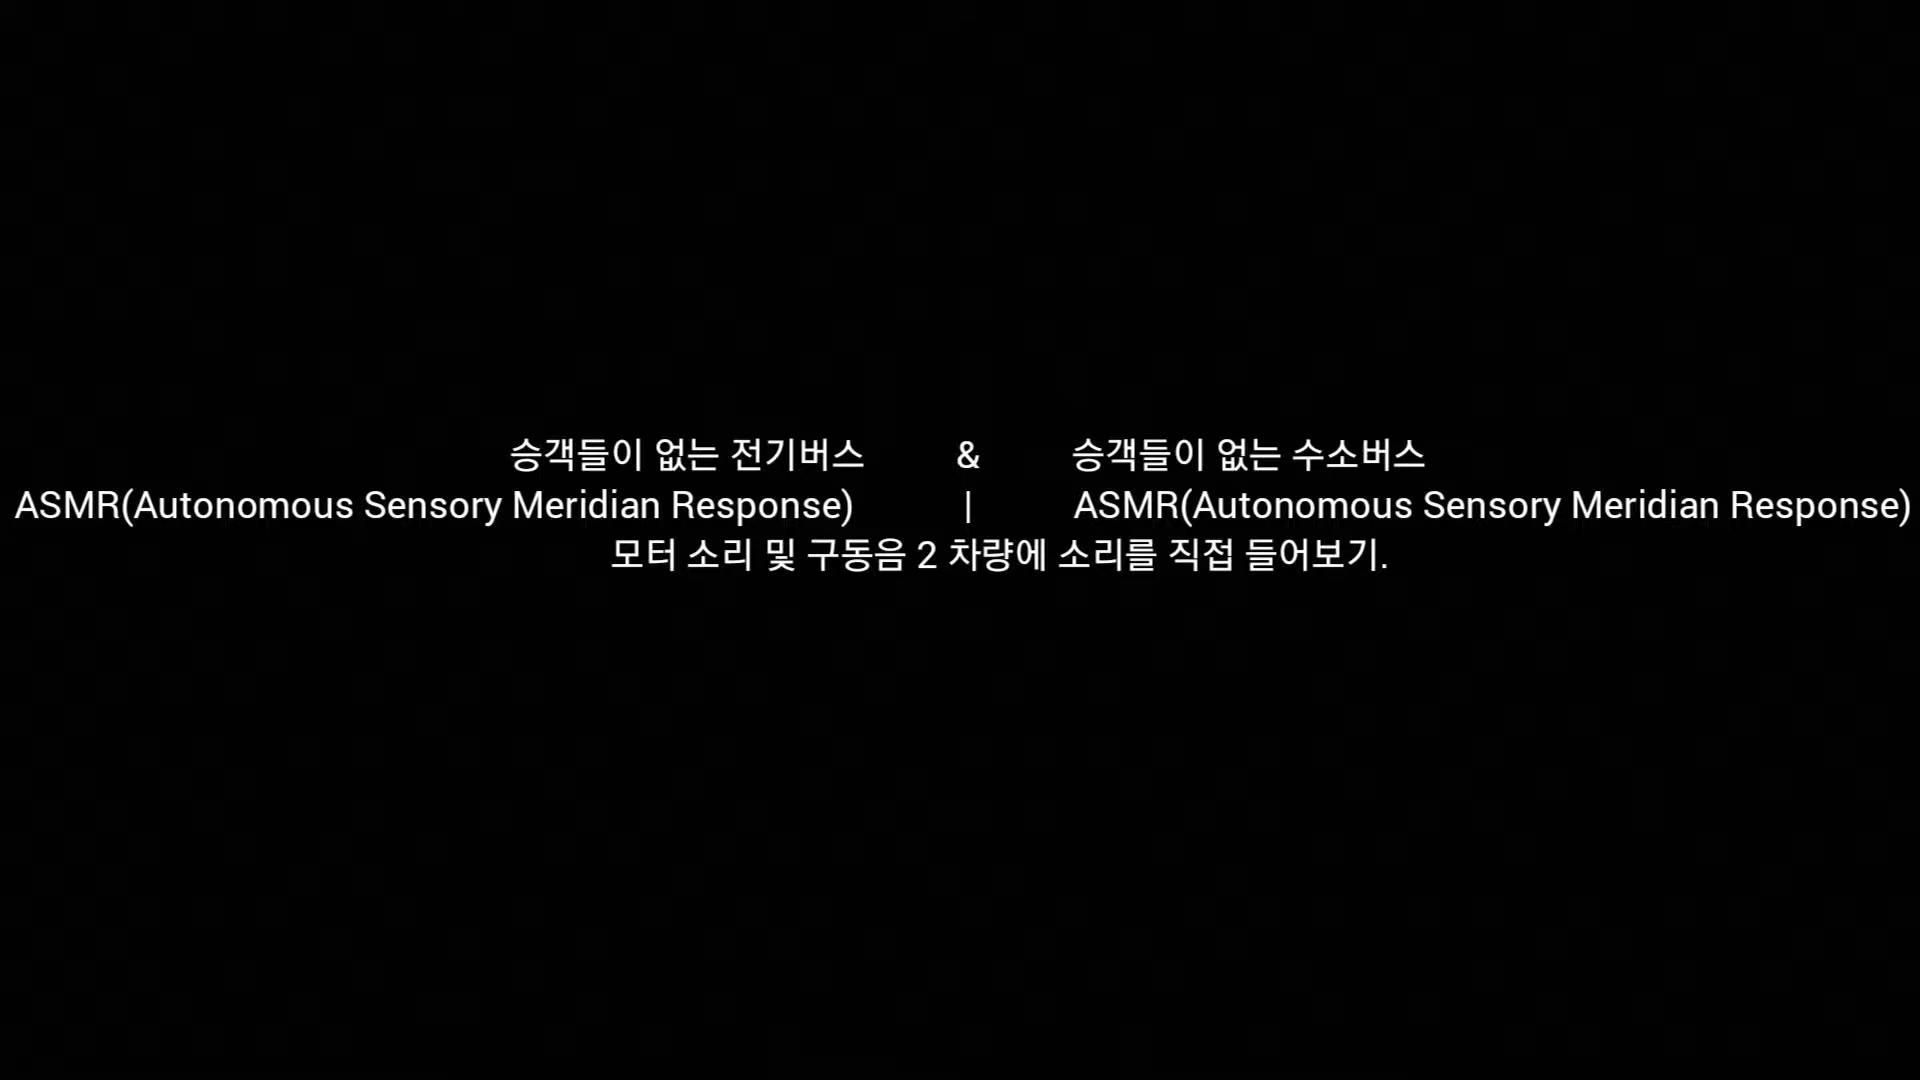 승객들이 없는 전기버스 & 승객들이 없는 수소버스
ASMR(Autonomous Sensory Meridian Response) | ASMR(Autonomous Sensory Meridian Response)
모터 소리 및 구동음 2 차량에 소리를 직접 들어보기.